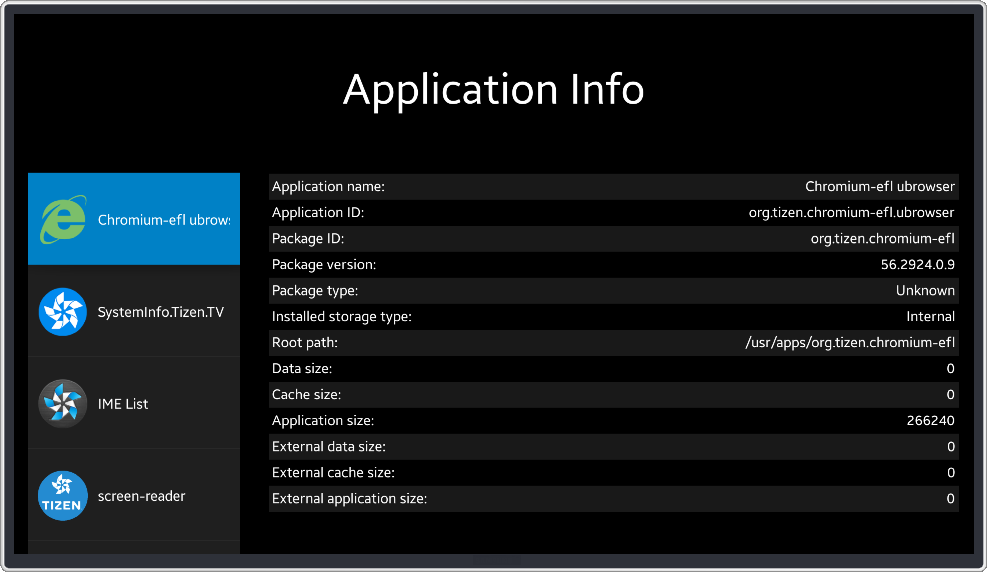 Application Info
Chromium-efl ubrow
SystemInfo.Tizen.TV
IME List
TIZEN
screen-reader
Application name: Chromium-efl ubrowser
Application ID: org.tizen.chromium-efl.ubrowser
Package ID: org.tizen.chromium-efl
Package version: 56.2924.0.9
Package type: Unknown
Installed storage type: Internal
Root path: /usr/apps/org.tizen.chromium-efl
Data size: 0
Cache size: 0
Application size: 266240
External data size: 0
External cache size: 0
External application size: 0